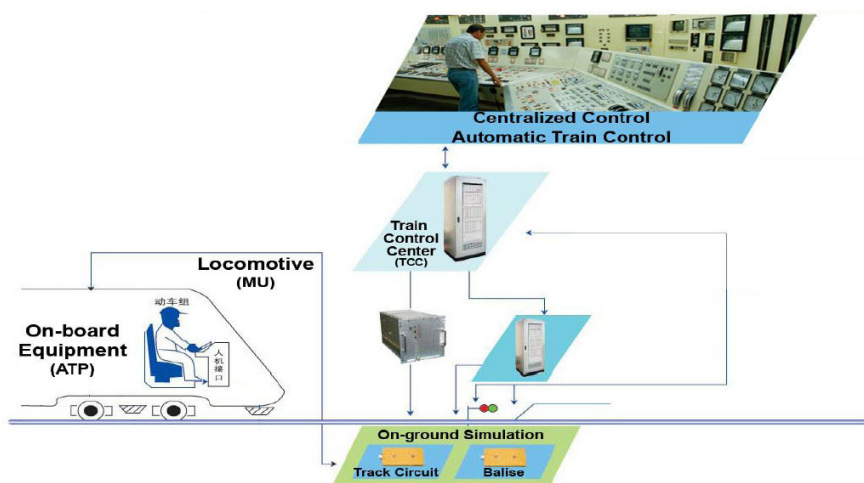 Centralized Control
Automatic Train Control
Train
Control
Center
(TCC)
Locomotive
(MU)
动车组
On-board
Equipment
(ATP)
人机接口
On-ground Simulation
Track Circuit
Balise